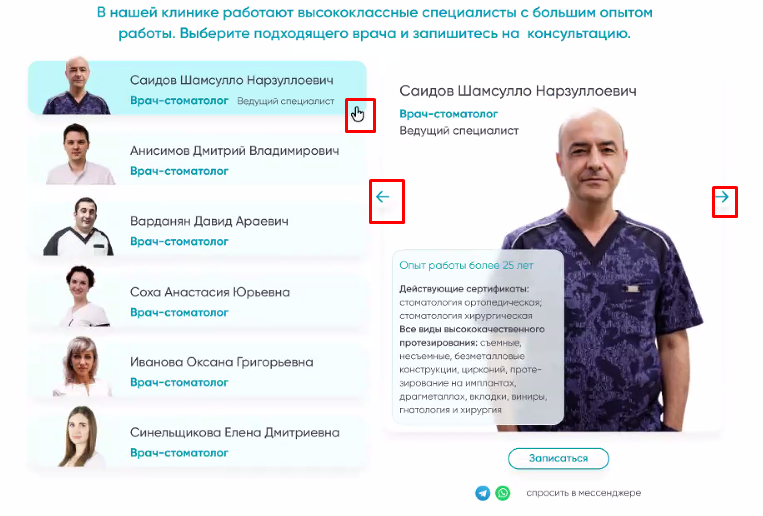 В нашей клинике работают высококлассные специалисты с большим опытом
работы. Выберите подходящего врача и запишитесь на консультацию.
Саидов Шамсулло Нарзуллоевич
Врач-стоматолог Ведущий специалист
Анисимов Дмитрий Владимирович
Врач-стоматолог
Варданян Давид Араевич
Врач-стоматолог
Соха Анастасия Юрьевна
Врач-стоматолог
Иванова Оксана Григорьевна
Врач-стоматолог
Синельщикова Елена Дмитриевна
Врач-стоматолог
Саидов Шамсулло Нарзуллоевич
Врач-стоматолог
Ведущий специалист
Опыт работы более 25 лет
Действующие сертификаты:
стоматология ортопедическая;
стоматология хирургическая
Все виды высококачественного
протезирования: съемные,
несъемные, безметалловые
конструкции, цирконий, проте-
зирование на имплантах,
драгметаллах, вкладки, виниры,
гнатология и хирургия
Записаться
спросить в мессенджере